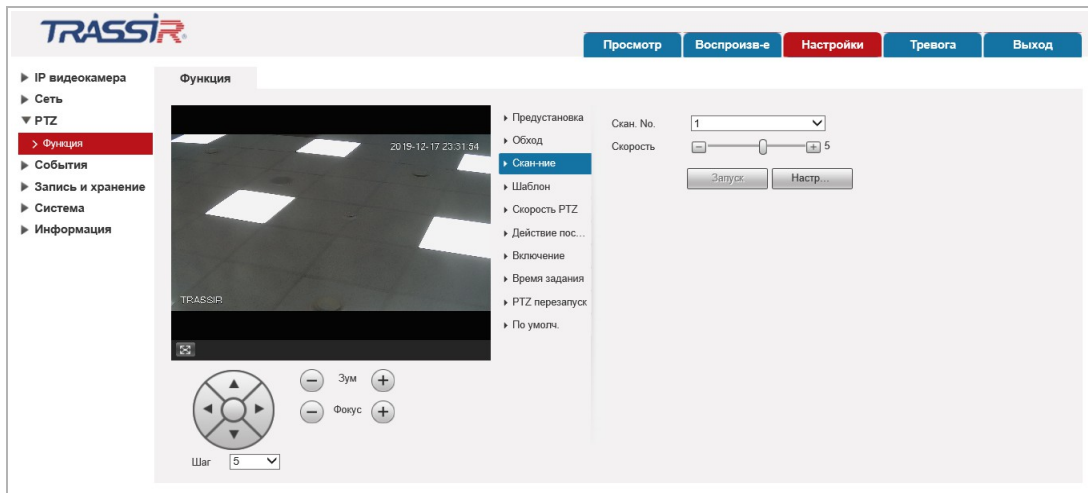 TRASSIR
Просмотр
Воспроизв-е
Настройки
Тревога
Выход
IP видеокамера
Сеть
PTZ
Функция
События
Запись и хранение
Система
Информация
Функция
2019-12-17 23:31:54
TRASSIR
Предустановка
Обход
Скан-ние
Шаблон
Скорость PTZ
Действие пос...
Включение
Время задания
PTZ перезапуск
По умолч.
Скан. No. 1
Скорость 5
Запуск Настр...
Зум
Фокус
Шаг 5